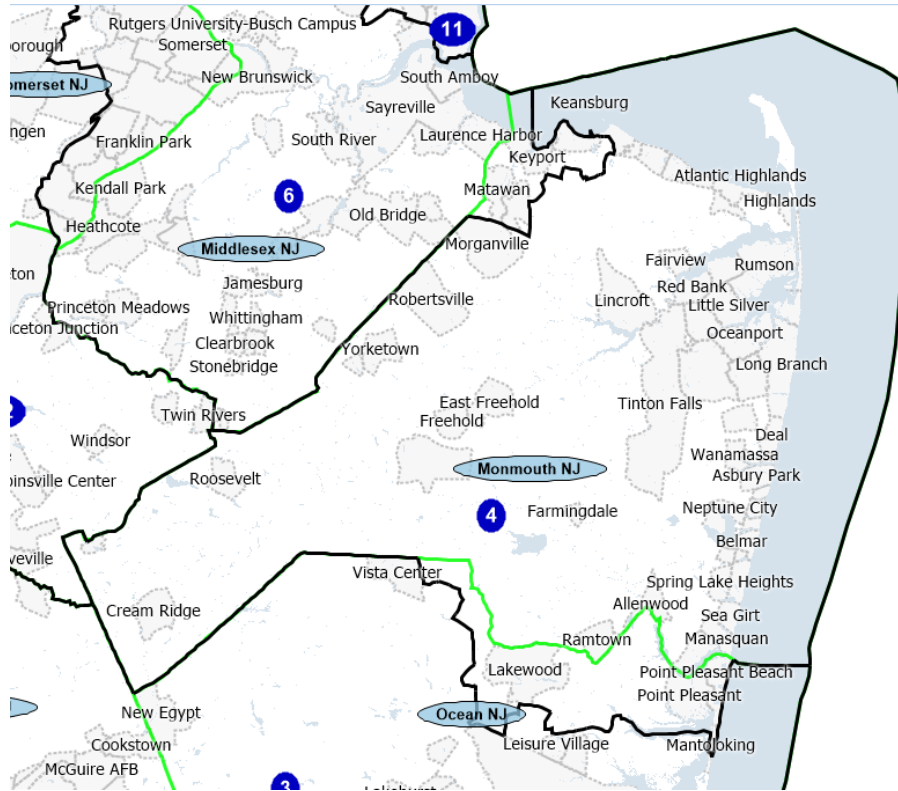 Rutgers University-Busch Campus
11
orough
Somerset
omerset NJ
New Brunswick
South Amboy
Keansburg
Sayreville
ngen
South River
Laurence Harbor
Franklin Park
Keyport
Atlantic Highlands
Kendall Park
6
Matawan
Highlands
Old Bridge
Heathcote
Middlesex NJ
Morganville
Fairview
Rumson
eton
Jamesburg
Red Bank
Robertsville
Lincroft
Little Silver
Princeton Meadows
Whittingham
nceton Junction
Oceanport
Clearbrook
Yorketown
Stonebridge
Long Branch
East Freehold
Tinton Falls
2
Twin Rivers
Freehold
Deal
Windsor
Wanamassa
Monmouth NJ
Asbury Park
binsville Center
Roosevelt
4
Farmingdale
Neptune City
Belmar
eville
Vista Center
Spring Lake Heights
Cream Ridge
Allenwood
Sea Girt
Ramtown
Manasquan
Lakewood
Point Pleasant Beach
Point Pleasant
New Egypt
Ocean NJ
Cookstown
Leisure Village
Mantoloking
McGuire AFB
3
Lakehurst